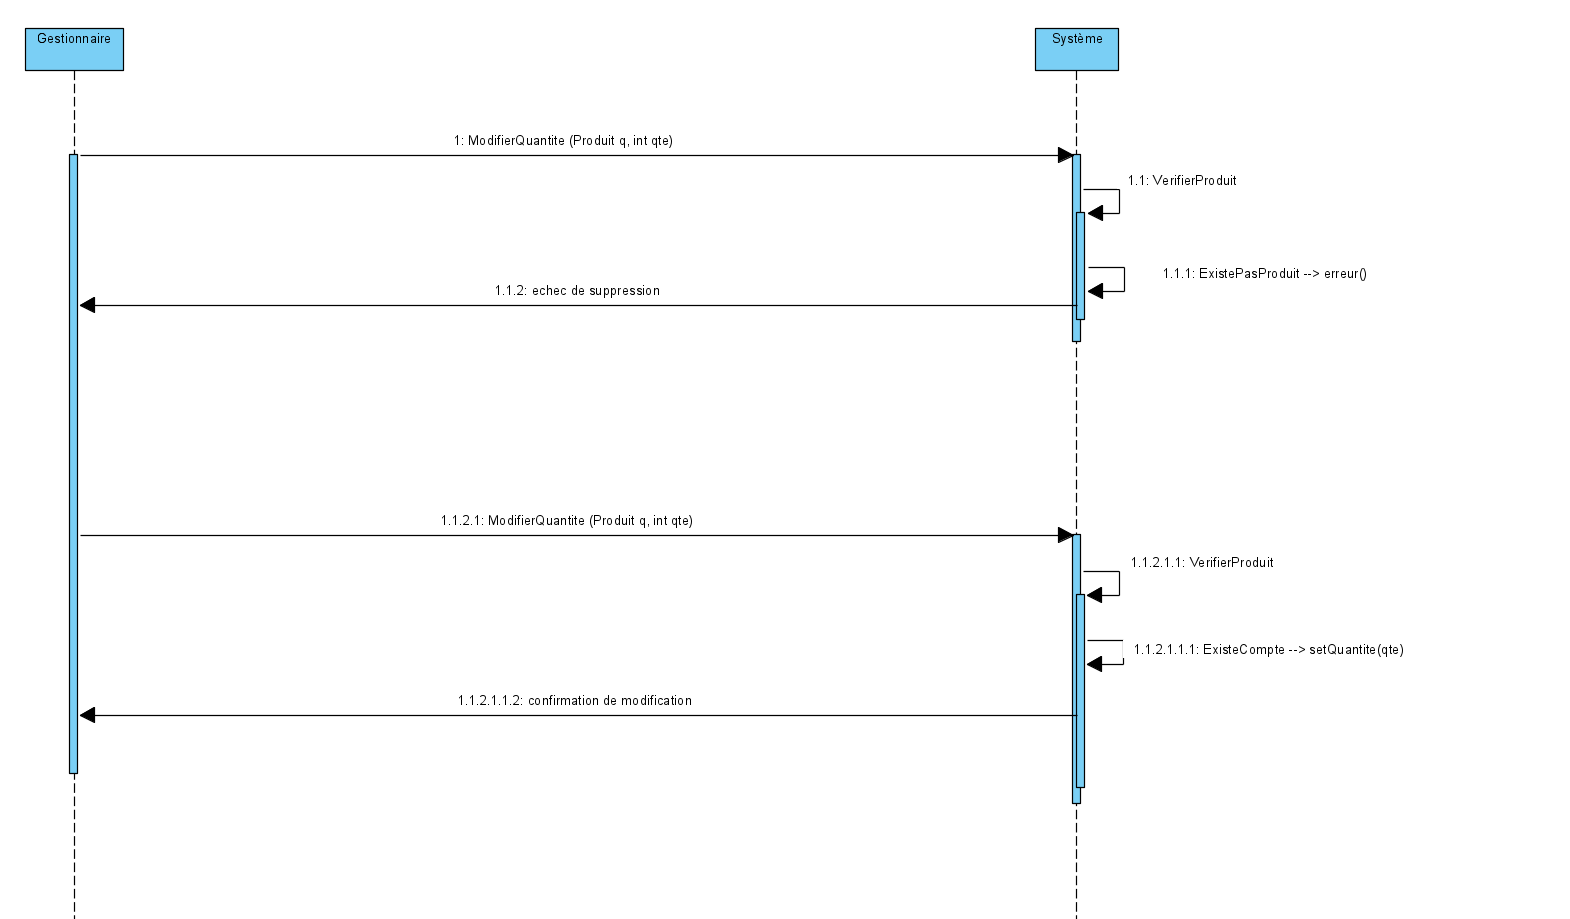 Gestionnaire
Système
1: ModifierQuantite (Produit q, int qte)
1.1: VerifierProduit
1.1.1: ExistePasProduit --> erreur()
1.1.2: echec de suppression
1.1.2.1: ModifierQuantite (Produit q, int qte)
1.1.2.1.1: VerifierProduit
1.1.2.1.1.1: ExisteCompte --> setQuantite(qte)
1.1.2.1.1.2: confirmation de modification